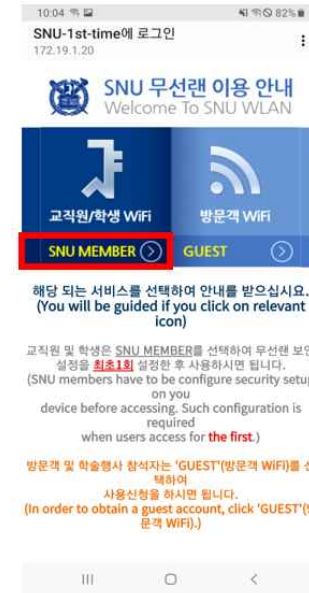 10:04 82%
SNU-1st-time에 로그인
172.19.1.20
SNU 무선랜 이용 안내
Welcome To SNU WLAN
교직원/학생 WiFi 방문객 WiFi
SNU MEMBER GUEST
해당 되는 서비스를 선택하여 안내를 받으십시요.
(You will be guided if you click on relevant
icon)
교직원 및 학생은 SNU MEMBER를 선택하여 무선랜 보안
설정을 최초1회 설정한 후 사용하시면 됩니다.
(SNU members have to be configure security setup
on you
device before accessing. Such configuration is
required
when users access for the first.)
방문객 및 학술행사 참석자는 'GUEST'(방문객 WiFi)를 선
택하여
사용신청을 하시면 됩니다.
(In order to obtain a guest account, click 'GUEST'(방
문객 WiFi).)